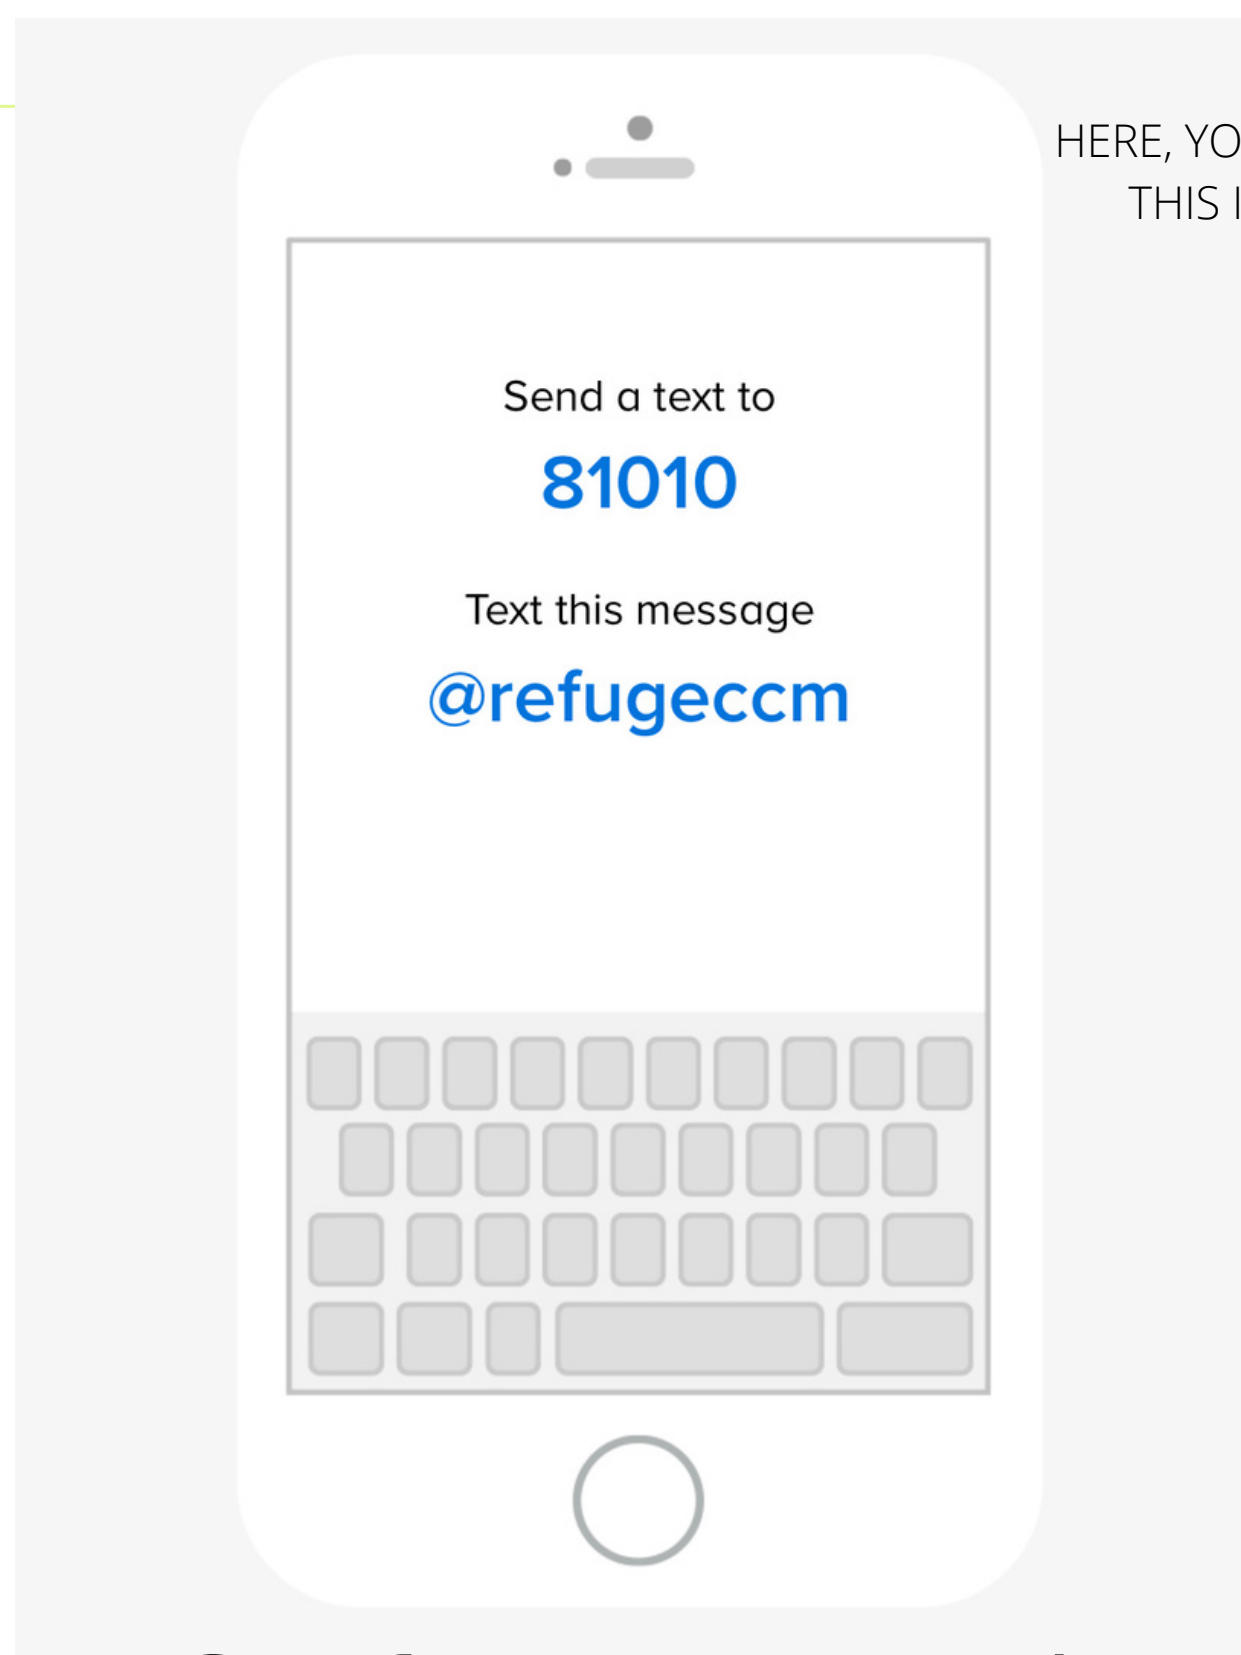 HERE, YO
THIS I
Send a text to
81010
Text this message
@refugeccm